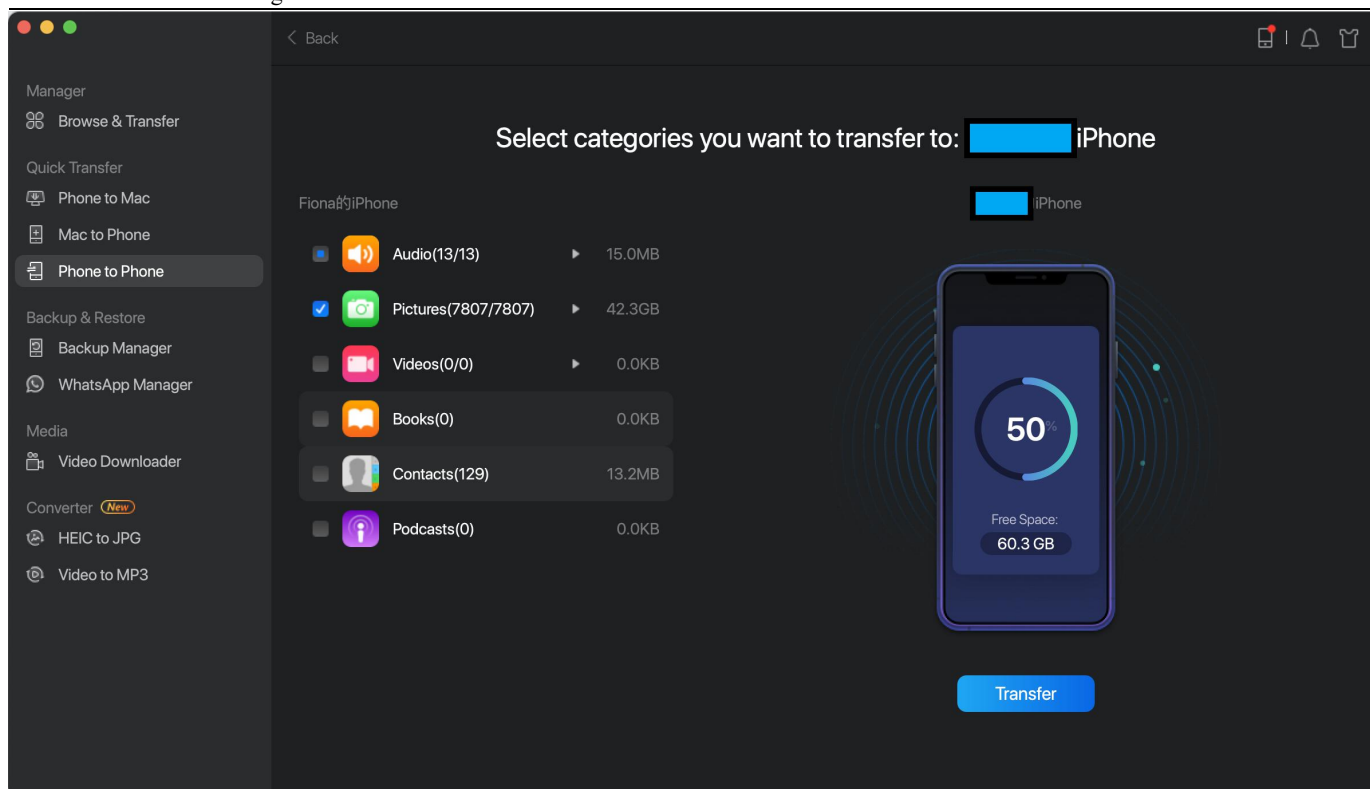 Back
Manager
Browse & Transfer
Quick Transfer
Phone to Mac
Mac to Phone
Phone to Phone
Backup & Restore
Backup Manager
WhatsApp Manager
Media
Video Downloader
Converter New
HEIC to JPG
Video to MP3
Select categories you want to transfer to: iPhone
Fiona的iPhone
Audio(13/13) 15.0MB
Pictures(7807/7807) 42.3GB
Videos(0/0) 0.0KB
Books(0) 0.0KB
Contacts(129) 13.2MB
Podcasts(0) 0.0KB
iPhone
50%
Free Space:
60.3 GB
Transfer